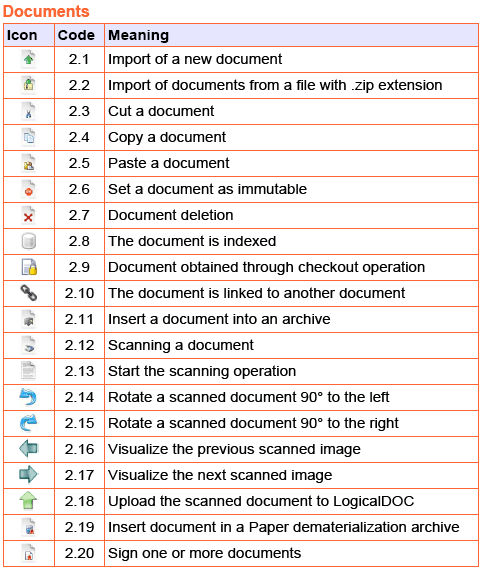 Documents
Icon Code Meaning
2.1 Import of a new document
2.2 Import of documents from a file with .zip extension
2.3 Cut a document
2.4 Copy a document
2.5 Paste a document
2.6 Set a document as immutable
2.7 Document deletion
2.8 The document is indexed
2.9 Document obtained through checkout operation
2.10 The document is linked to another document
2.11 Insert a document into an archive
2.12 Scanning a document
2.13 Start the scanning operation
2.14 Rotate a scanned document 90° to the left
2.15 Rotate a scanned document 90° to the right
2.16 Visualize the previous scanned image
2.17 Visualize the next scanned image
2.18 Upload the scanned document to LogicalDOC
2.19 Insert document in a Paper dematerialization archive
2.20 Sign one or more documents